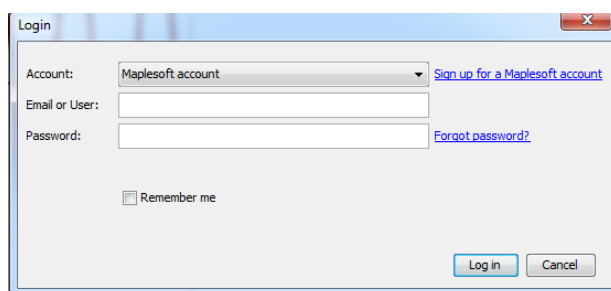 Login
Account: Maplesoft account Sign up for a Maplesoft account
Email or User:
Password: Forgot password?
Remember me
Log in Cancel